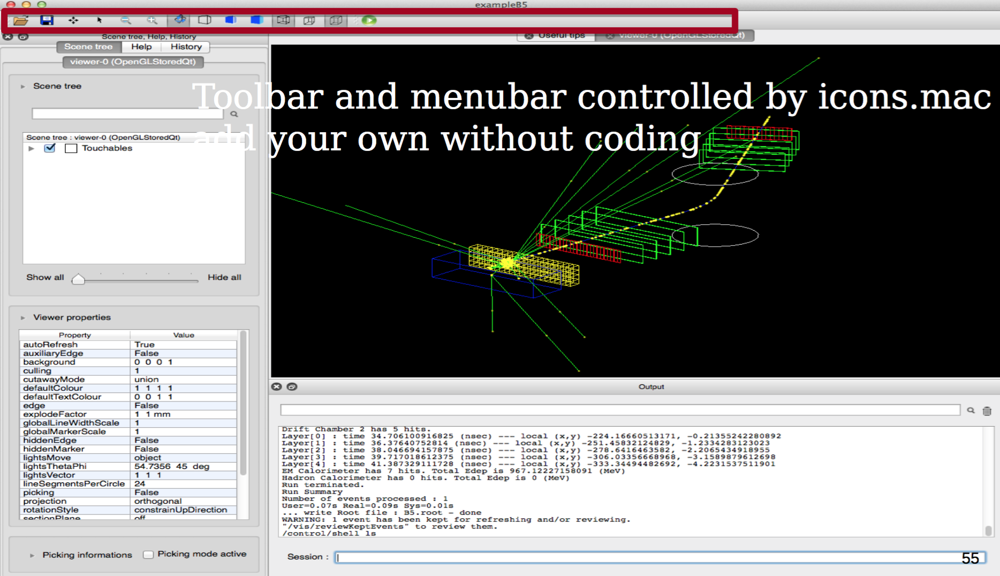 exampleB5
Scene tree, Help, History
Useful tips
viewer-0 (OpenGLStoredQt)
Scene tree
Help
History
viewer-0 (OpenGLStoredQt)
Scene tree
Toolbar and menubar controlled by icons.mac
add your own without coding
Scene tree : viewer-0 (OpenGLStoredQt)
Touchables
Show all
Hide all
Viewer properties
Property Value
autoRefresh True
auxiliaryEdge False
background 0 0 0 1
culling 1
cutawayMode union
defaultColour 1 1 1 1
defaultTextColour 0 0 1 1
edge False
explodeFactor 1 1 mm
globalLineWidthScale 1
globalMarkerScale 1
hiddenEdge False
hiddenMarker False
lightsMove object
lightsThetaPhi 54.7356 45 deg
lightsVector 1 1 1
lineSegmentsPerCircle 24
picking False
projection orthogonal
rotationStyle constrainUpDirection
sectionPlane off
Picking informations
Picking mode active
Output
Drift Chamber 2 has 5 hits.
Layer[0] : time 34.706100916825 (nsec) --- local (x,y) -224.16660513171, -0.21355242280892
Layer[1] : time 36.37640752814 (nsec) --- local (x,y) -251.45832124829, -1.2334283123023
Layer[2] : time 38.046694157875 (nsec) --- local (x,y) -278.6416463582, -2.2065434918955
Layer[3] : time 39.717018612375 (nsec) --- local (x,y) -306.03356668968, -3.1589879612698
Layer[4] : time 41.387329111728 (nsec) --- local (x,y) -333.34494482692, -4.2231537511901
EM Calorimeter has 7 hits. Total Edep is 967.12227158091 (MeV)
Hadron Calorimeter has 0 hits. Total Edep is 0 (MeV)
Run terminated.
Run Summary
Number of events processed : 1
User=0.07s Real=0.09s Sys=0.01s
... write Root file : B5.root - done
WARNING: 1 event has been kept for refreshing and/or reviewing.
"/vis/reviewKeptEvents" to review them.
/control/shell ls
Session :
55